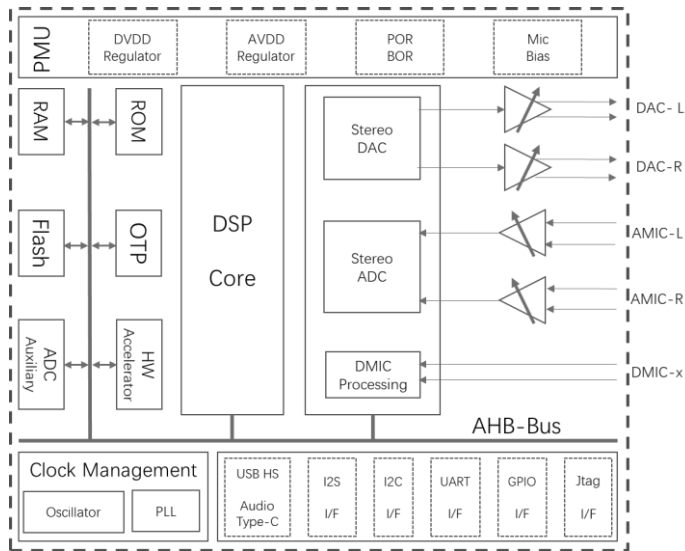 PMU
DVDD
Regulator
AVDD
Regulator
POR
BOR
Mic
Bias
RAM
ROM
Flash
OTP
ADC
Auxiliary
HW
Accelerator
DSP
Core
Stereo
DAC
Stereo
ADC
DMIC
Processing
DAC- L
DAC-R
AMIC-L
AMIC-R
DMIC-x
AHB-Bus
Clock Management
Oscillator
PLL
USB HS
Audio
Type-C
I2S
I/F
I2C
I/F
UART
I/F
GPIO
I/F
Jtag
I/F